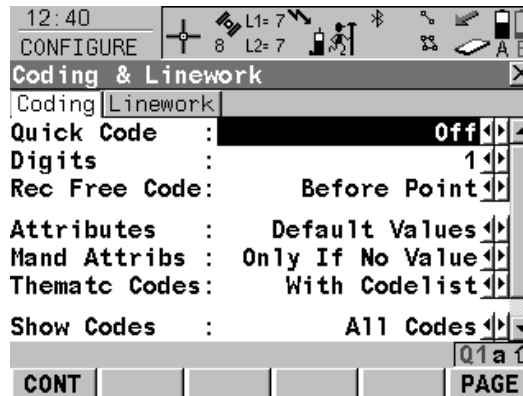 12:40
CONFIGURE
8
L1= 7
L2= 7
A
Coding & Linework
Coding Linework
Quick Code : Off
Digits : 1
Rec Free Code: Before Point
Attributes : Default Values
Mand Attribs : Only If No Value
Thematc Codes: With Codelist
Show Codes : All Codes
Q1 a
CONT PAGE